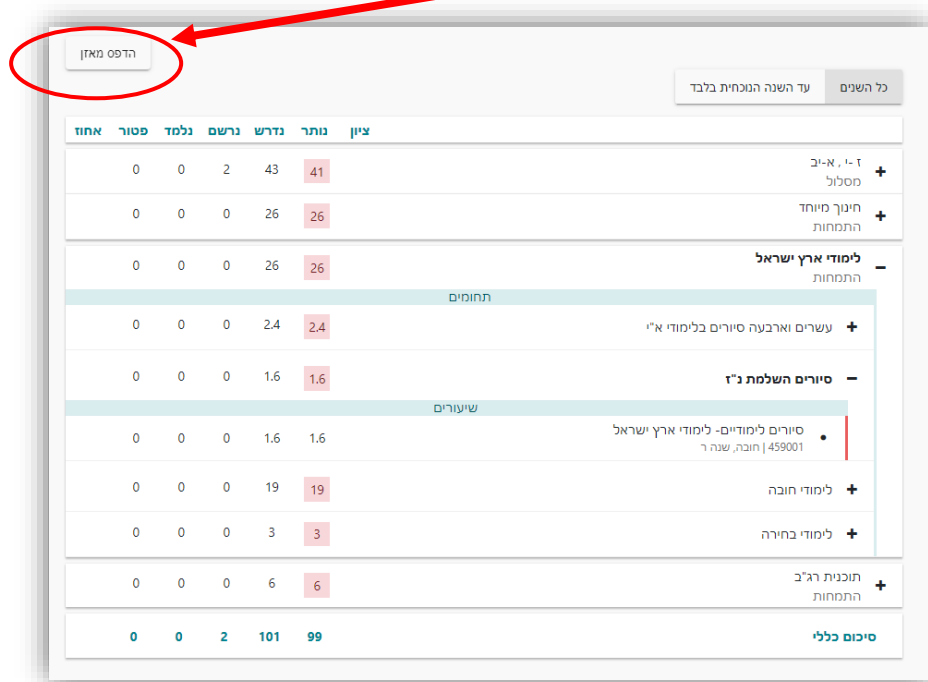 הדפס מאזן
כל השנים עד השנה הנוכחית בלבד
ציון נותר נדרש נרשם נלמד פטור אחוז
ז -י , א-יב 41 43 2 0 0
מסלול
חינוך מיוחד 26 26 0 0 0
התמחות
לימודי ארץ ישראל 26 26 0 0 0
התמחות
תחומים
עשרים וארבעה סיורים בלימודי א"י 2.4 2.4 0 0 0
סיורים השלמת נ"ז 1.6 1.6 0 0 0
שיעורים
סיורים לימודיים- לימודי ארץ ישראל 1.6 1.6 0 0 0
459001 | חובה, שנה ר
לימודי חובה 19 19 0 0 0
לימודי בחירה 3 3 0 0 0
תוכנית רג"ב 6 6 0 0 0
התמחות
סיכום כללי 99 101 2 0 0